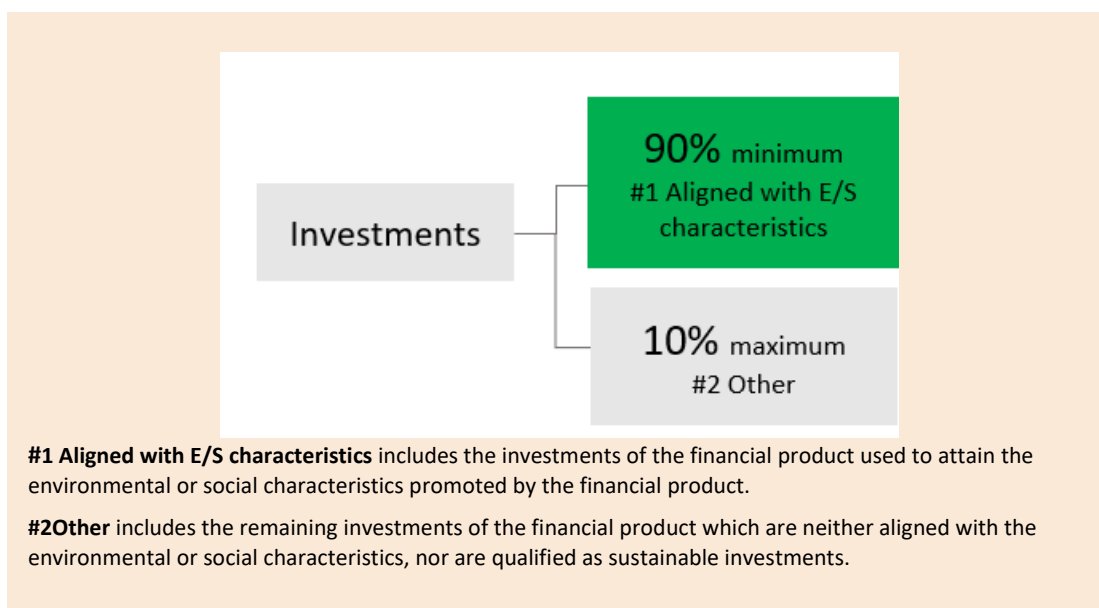 Investments
90% minimum
#1 Aligned with E/S
characteristics
10% maximum
#2 Other
#1 Aligned with E/S characteristics includes the investments of the financial product used to attain the
environmental or social characteristics promoted by the financial product.
#2Other includes the remaining investments of the financial product which are neither aligned with the
environmental or social characteristics, nor are qualified as sustainable investments.